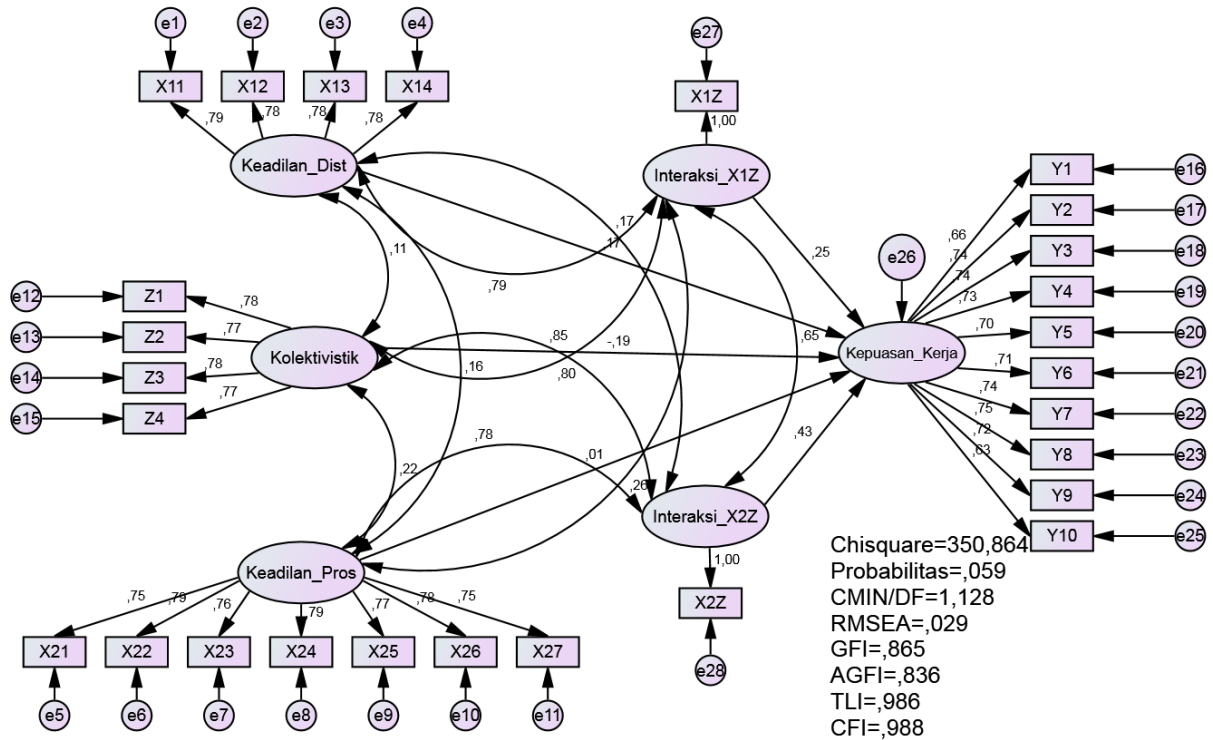 e1 e2 e3 e4
X11 X12 X13 X14
,79 ,78 ,78 ,78
Keadilan_Dist
e27
X1Z
1,00
Interaksi_X1Z
e12 Z1
e13 Z2
e14 Z3
e15 Z4
,78
,77
,78
,77
Kolektivistik
,11
,17
,17
,79
,25
,85
-,19
,16
,80
,65
,78
,01
,22
,26
,43
e26
Kepuasan_Kerja
,66
,74
,74
,73
,70
,71
,74
,75
,72
,63
Y1 e16
Y2 e17
Y3 e18
Y4 e19
Y5 e20
Y6 e21
Y7 e22
Y8 e23
Y9 e24
Y10 e25
Interaksi_X2Z
1,00
X2Z
e28
Keadilan_Pros
,75 ,79 ,76 ,79 ,77 ,78 ,75
X21 X22 X23 X24 X25 X26 X27
e5 e6 e7 e8 e9 e10 e11
Chisquare=350,864
Probabilitas=,059
CMIN/DF=1,128
RMSEA=,029
GFI=,865
AGFI=,836
TLI=,986
CFI=,988